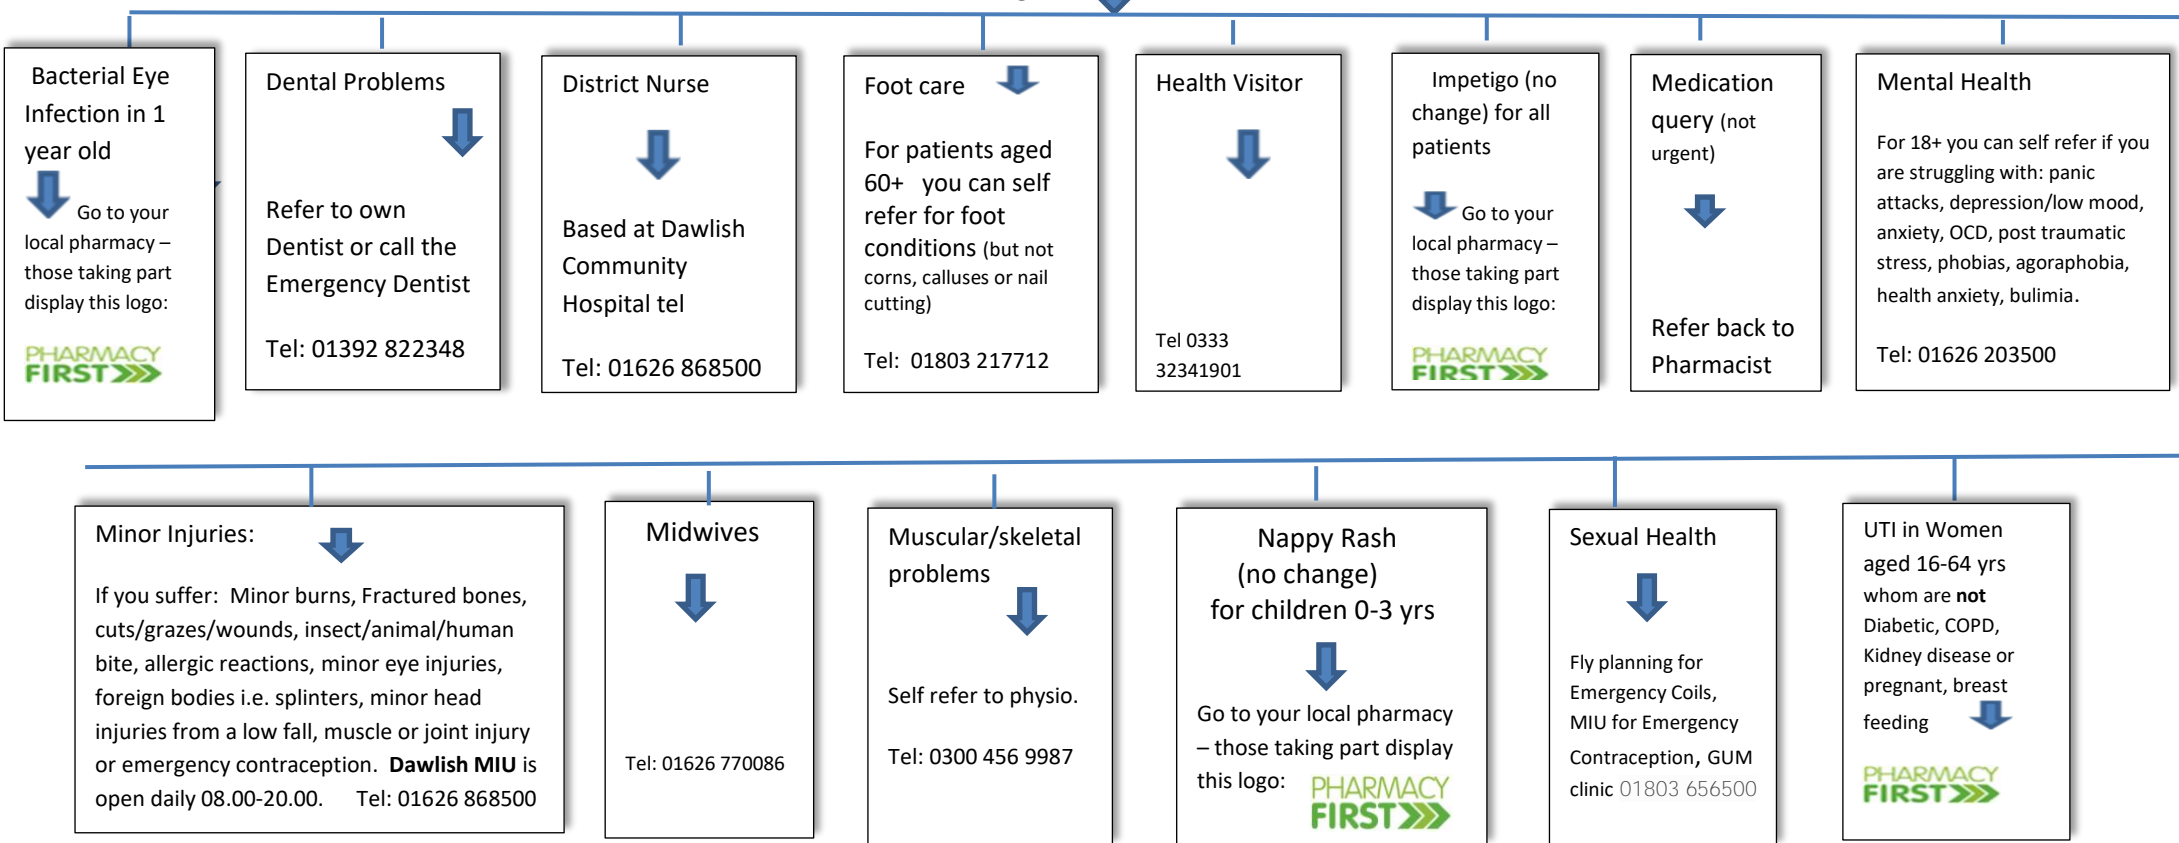 Bacterial Eye
Infection in 1
year old
Go to your
local pharmacy –
those taking part
display this logo:
PHARMACY
FIRST
Dental Problems
Refer to own
Dentist or call the
Emergency Dentist
Tel: 01392 822348
District Nurse
Based at Dawlish
Community
Hospital tel
Tel: 01626 868500
Foot care
For patients aged
60+ you can self
refer for foot
conditions (but not
corns, calluses or nail
cutting)
Tel: 01803 217712
Health Visitor
Tel 0333
32341901
Impetigo (no
change) for all
patients
Go to your
local pharmacy –
those taking part
display this logo:
PHARMACY
FIRST
Medication
query (not
urgent)
Refer back to
Pharmacist
Mental Health
For 18+ you can self refer if you
are struggling with: panic
attacks, depression/low mood,
anxiety, OCD, post traumatic
stress, phobias, agoraphobia,
health anxiety, bulimia.
Tel: 01626 203500
Minor Injuries:
If you suffer: Minor burns, Fractured bones,
cuts/grazes/wounds, insect/animal/human
bite, allergic reactions, minor eye injuries,
foreign bodies i.e. splinters, minor head
injuries from a low fall, muscle or joint injury
or emergency contraception. Dawlish MIU is
open daily 08.00-20.00. Tel: 01626 868500
Midwives
Tel: 01626 770086
Muscular/skeletal
problems
Self refer to physio.
Tel: 0300 456 9987
Nappy Rash
(no change)
for children 0-3 yrs
Go to your local pharmacy
– those taking part display
this logo:
PHARMACY
FIRST
Sexual Health
Fly planning for
Emergency Coils,
MIU for Emergency
Contraception, GUM
clinic 01803 656500
UTI in Women
aged 16-64 yrs
whom are not
Diabetic, COPD,
Kidney disease or
pregnant, breast
feeding
PHARMACY
FIRST